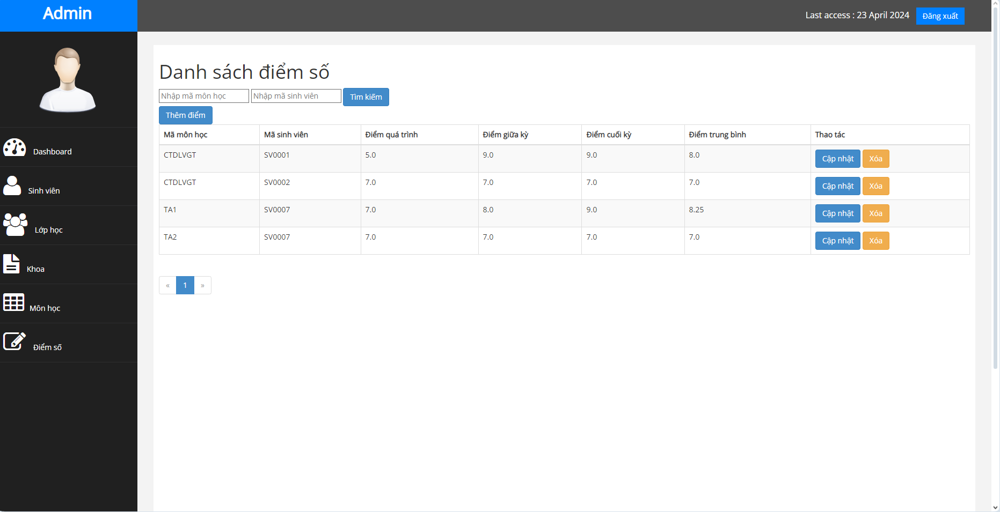 Admin
Last access : 23 April 2024 Đăng xuất
Dashboard
Sinh viên
Lớp học
Khoa
Môn học
Điểm số
Danh sách điểm số
Nhập mã môn học Nhập mã sinh viên Tìm kiếm
Thêm điểm
Mã môn học Mã sinh viên Điểm quá trình Điểm giữa kỳ Điểm cuối kỳ Điểm trung bình Thao tác
CTDLVGT SV0001 5.0 9.0 9.0 8.0 Cập nhật Xóa
CTDLVGT SV0002 7.0 7.0 7.0 7.0 Cập nhật Xóa
TA1 SV0007 7.0 8.0 9.0 8.25 Cập nhật Xóa
TA2 SV0007 7.0 7.0 7.0 7.0 Cập nhật Xóa
« 1 »